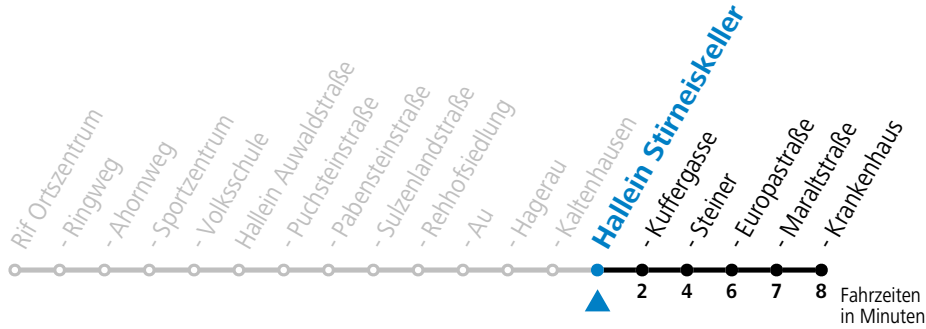 Rif Ortszentrum
- Ringweg
- Ahornweg
- Sportzentrum
- Volksschule
Hallein Auwaldstraße
- Puchsteinstraße
- Pabensteinstraße
- Sulzenlandstraße
- Rehhofsiedlung
- Au
- Hagerau
- Kaltenhausen
Hallein Stirneiskeller
- Kuffergasse
- Steiner
- Europastraße
- Maraltstraße
- Krankenhaus
2 4 6 7 8 Fahrzeiten
in Minuten